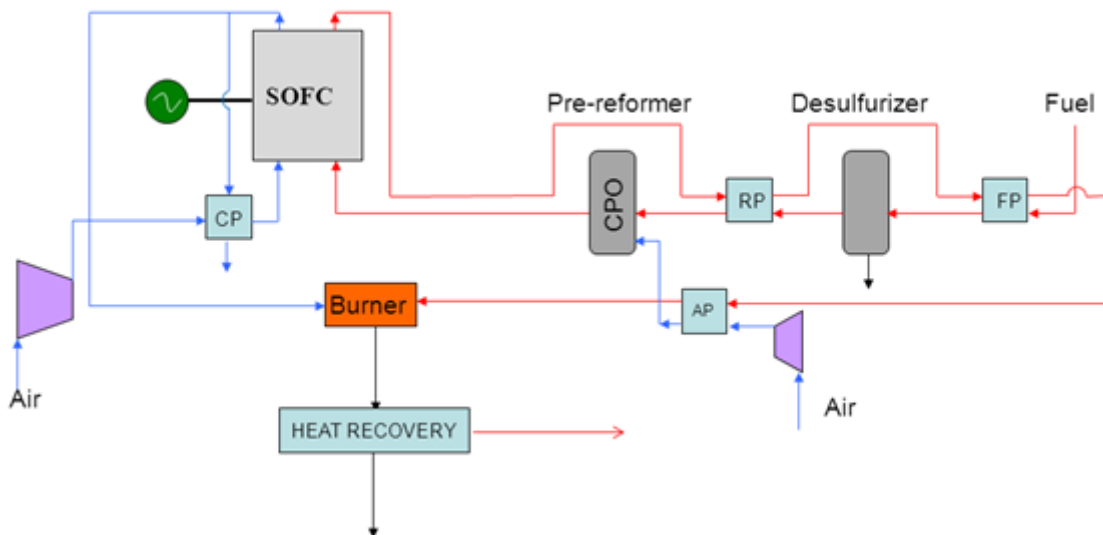 SOFC
Pre-reformer
Desulfurizer
Fuel
CPO
RP
FP
CP
Burner
AP
Air
Air
HEAT RECOVERY